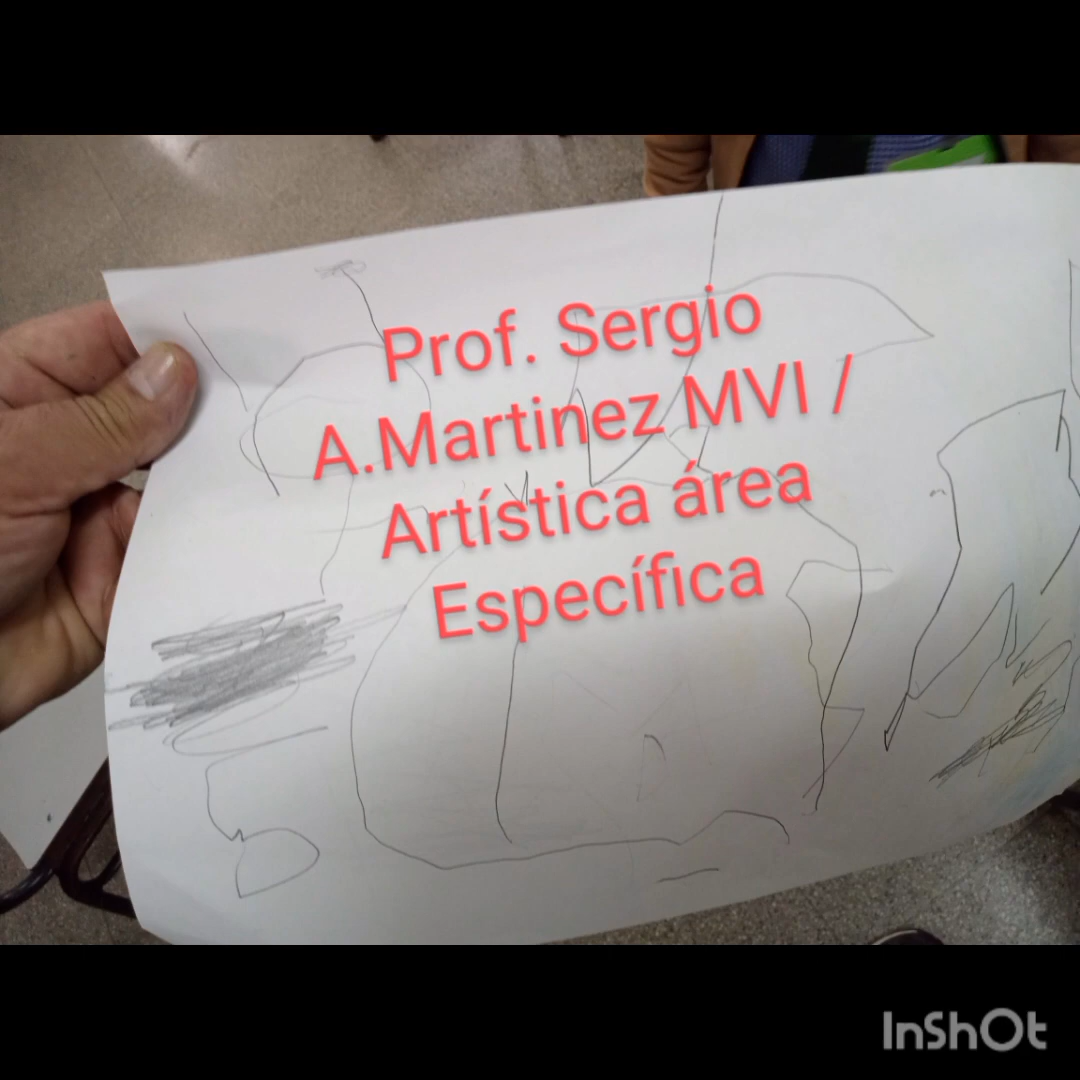 Prof. Sergio
A.Martinez MVI /
Artística área
Específica
InShOt